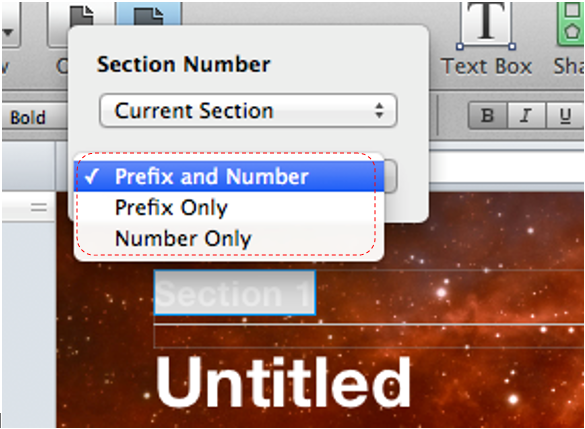 Section Number
Current Section
✓ Prefix and Number
Prefix Only
Number Only
T
Text Box
Sha
Bold
B I U
Section 1
Untitled